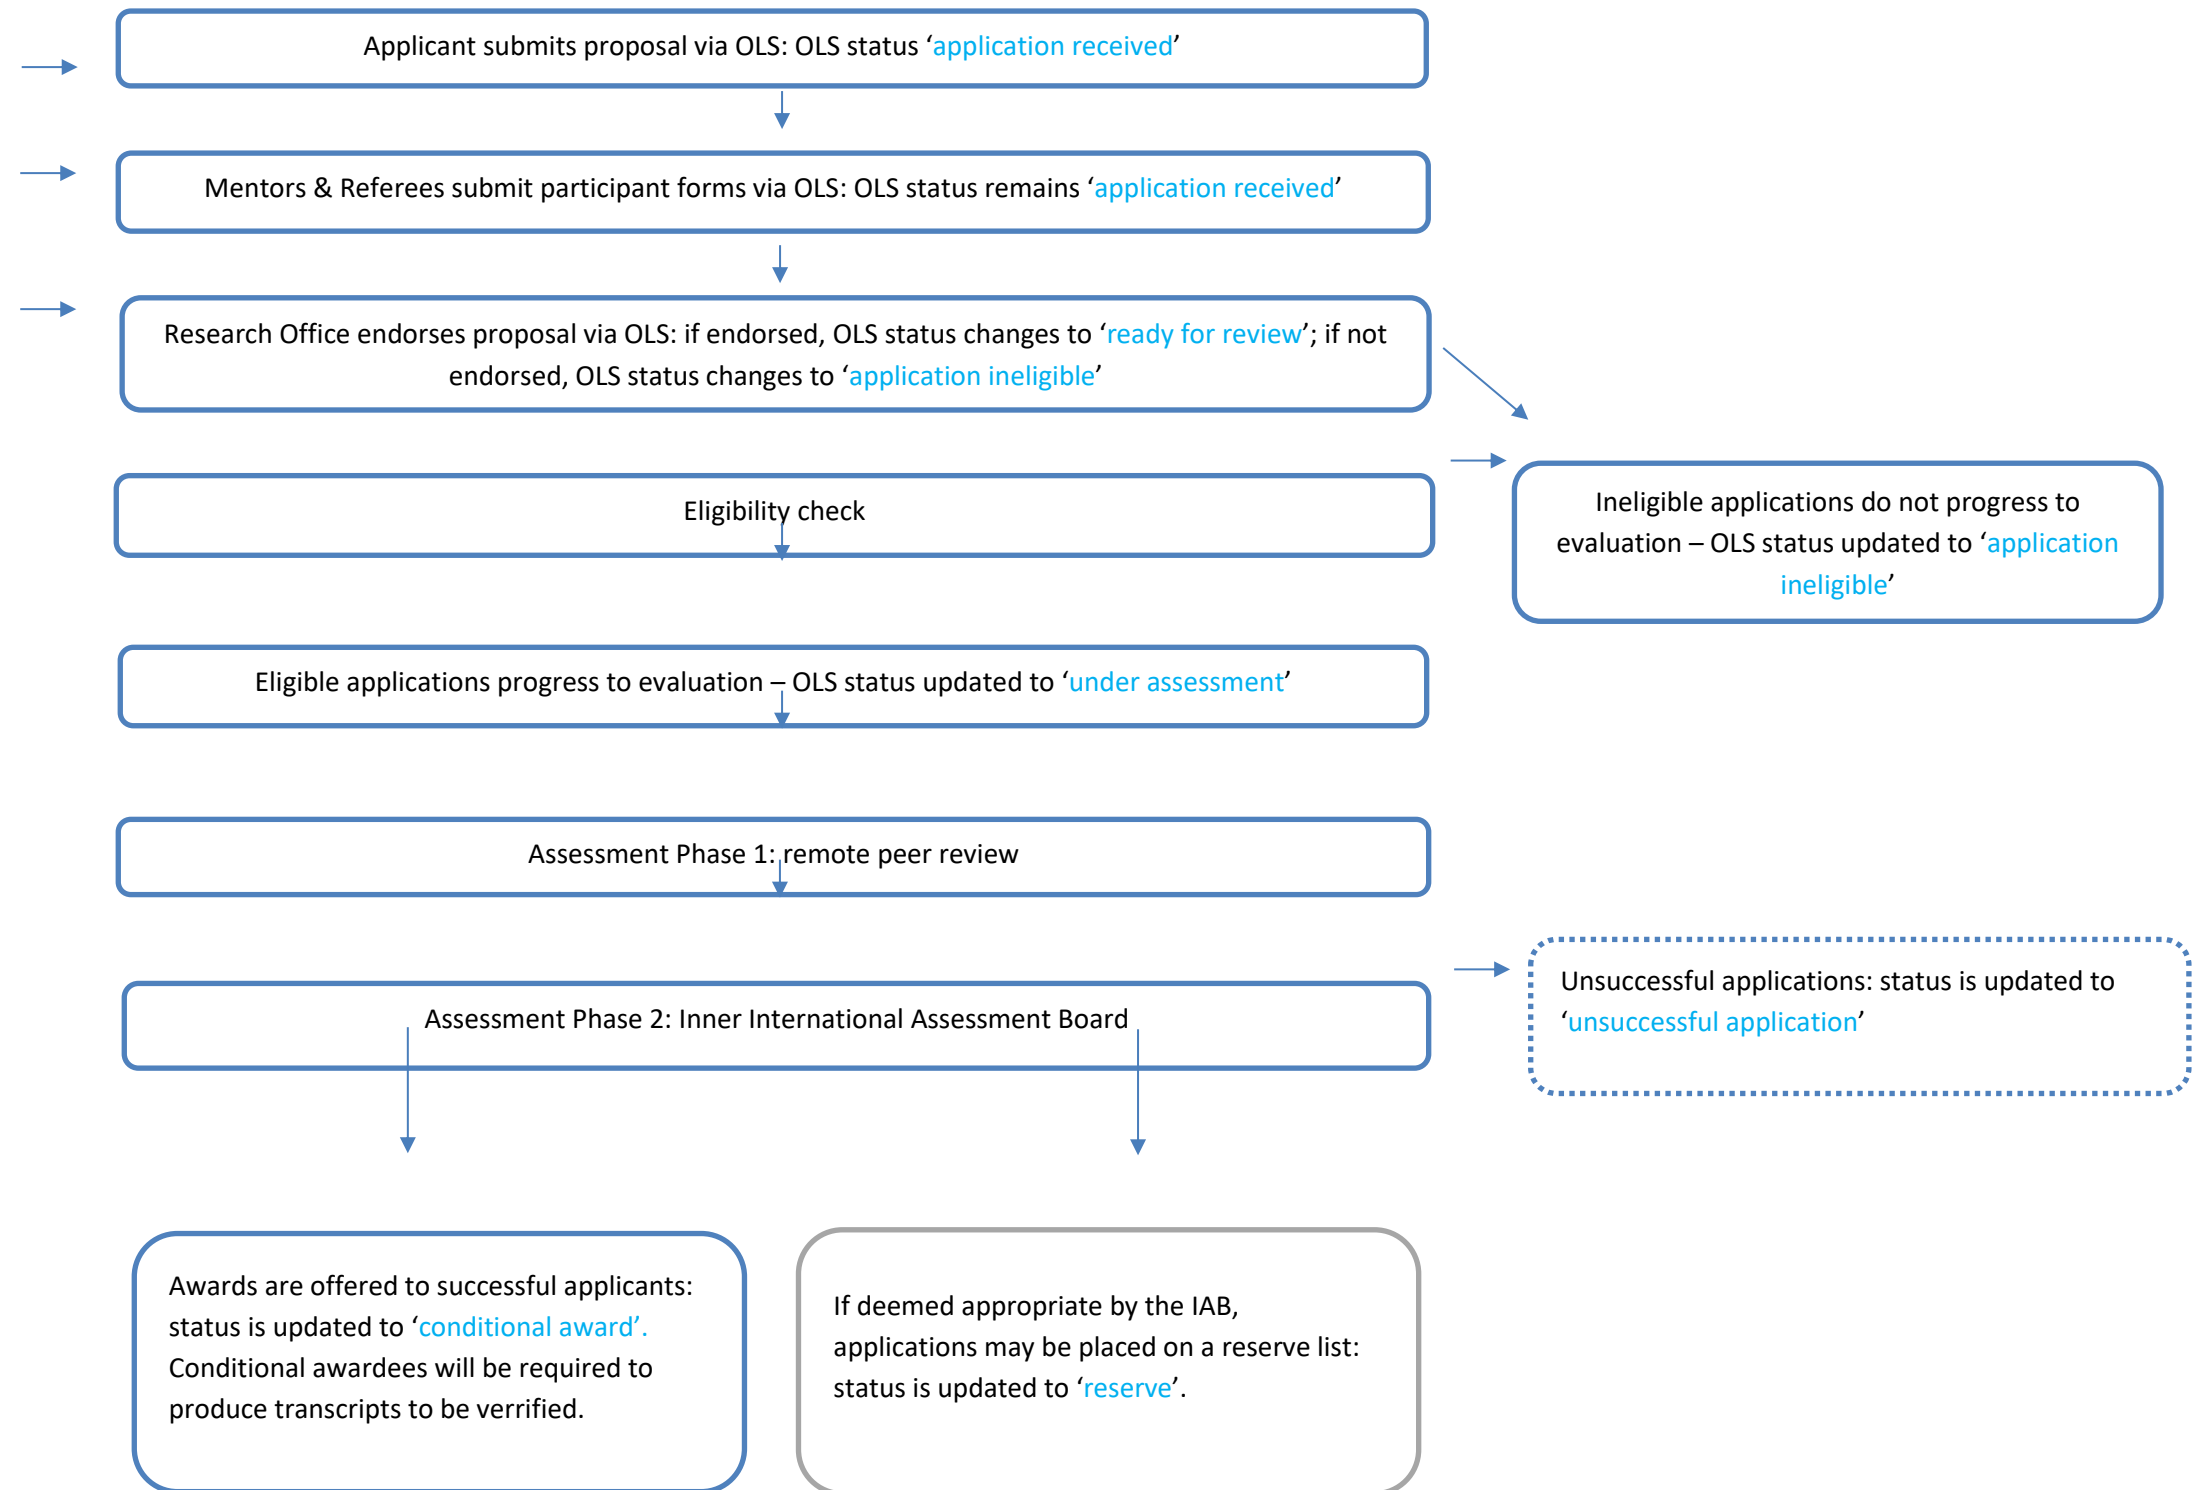 Applicant submits proposal via OLS: OLS status ‘application received’
Mentors & Referees submit participant forms via OLS: OLS status remains ‘application received’
Research Office endorses proposal via OLS: if endorsed, OLS status changes to ‘ready for review’; if not
endorsed, OLS status changes to ‘application ineligible’
Eligibility check
Ineligible applications do not progress to
evaluation – OLS status updated to ‘application
ineligible’
Eligible applications progress to evaluation – OLS status updated to ‘under assessment’
Assessment Phase 1: remote peer review
Assessment Phase 2: Inner International Assessment Board
Unsuccessful applications: status is updated to
‘unsuccessful application’
Awards are offered to successful applicants:
status is updated to ‘conditional award’.
Conditional awardees will be required to
produce transcripts to be verrified.
If deemed appropriate by the IAB,
applications may be placed on a reserve list:
status is updated to ‘reserve’.